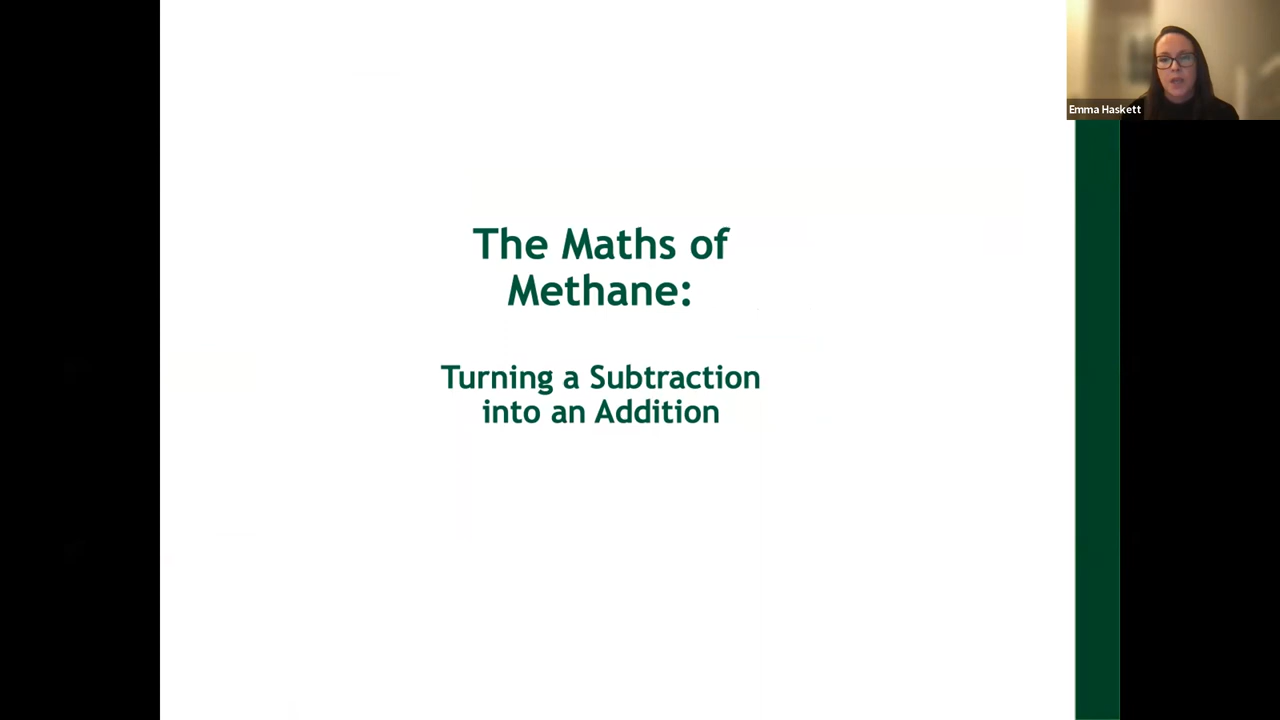 The Maths of
Methane:
Turning a Subtraction
into an Addition
Emma Haskett